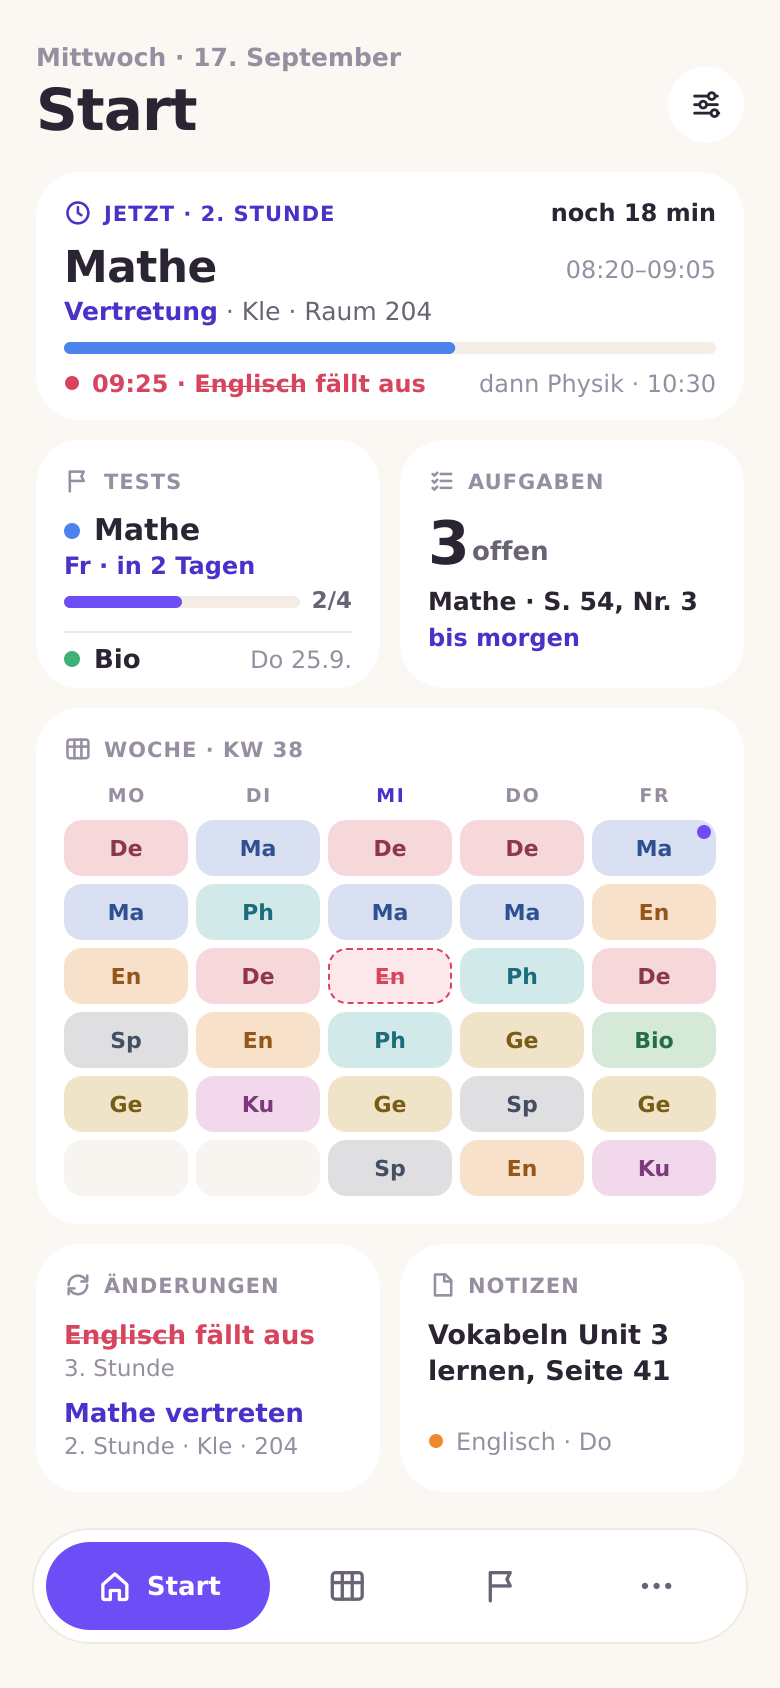 Mittwoch · 17. September
Start
JETZT · 2. STUNDE noch 18 min
Mathe 08:20–09:05
Vertretung · Kle · Raum 204
09:25 · Englisch fällt aus dann Physik · 10:30
TESTS
Mathe
Fr · in 2 Tagen
2/4
Bio Do 25.9.
AUFGABEN
3 offen
Mathe · S. 54, Nr. 3
bis morgen
WOCHE · KW 38
MO DI MI DO FR
De Ma De De Ma
Ma Ph Ma Ma En
En De En Ph De
Sp En Ph Ge Bio
Ge Ku Ge Sp Ge
Sp En Ku
ÄNDERUNGEN
Englisch fällt aus
3. Stunde
Mathe vertreten
2. Stunde · Kle · 204
NOTIZEN
Vokabeln Unit 3
lernen, Seite 41
Englisch · Do
Start